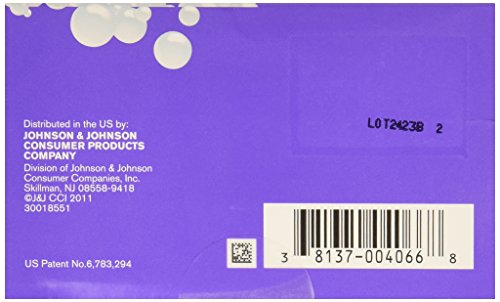 Distributed in the US by:
JOHNSON & JOHNSON
CONSUMER PRODUCTS
COMPANY
Division of Johnson & Johnson
Consumer Companies, Inc.
Skillman, NJ 08558-9418
©J&J CCI 2011
30018551
US Patent No.6,783,294
LOT2423B 2
3 8137-004066 8